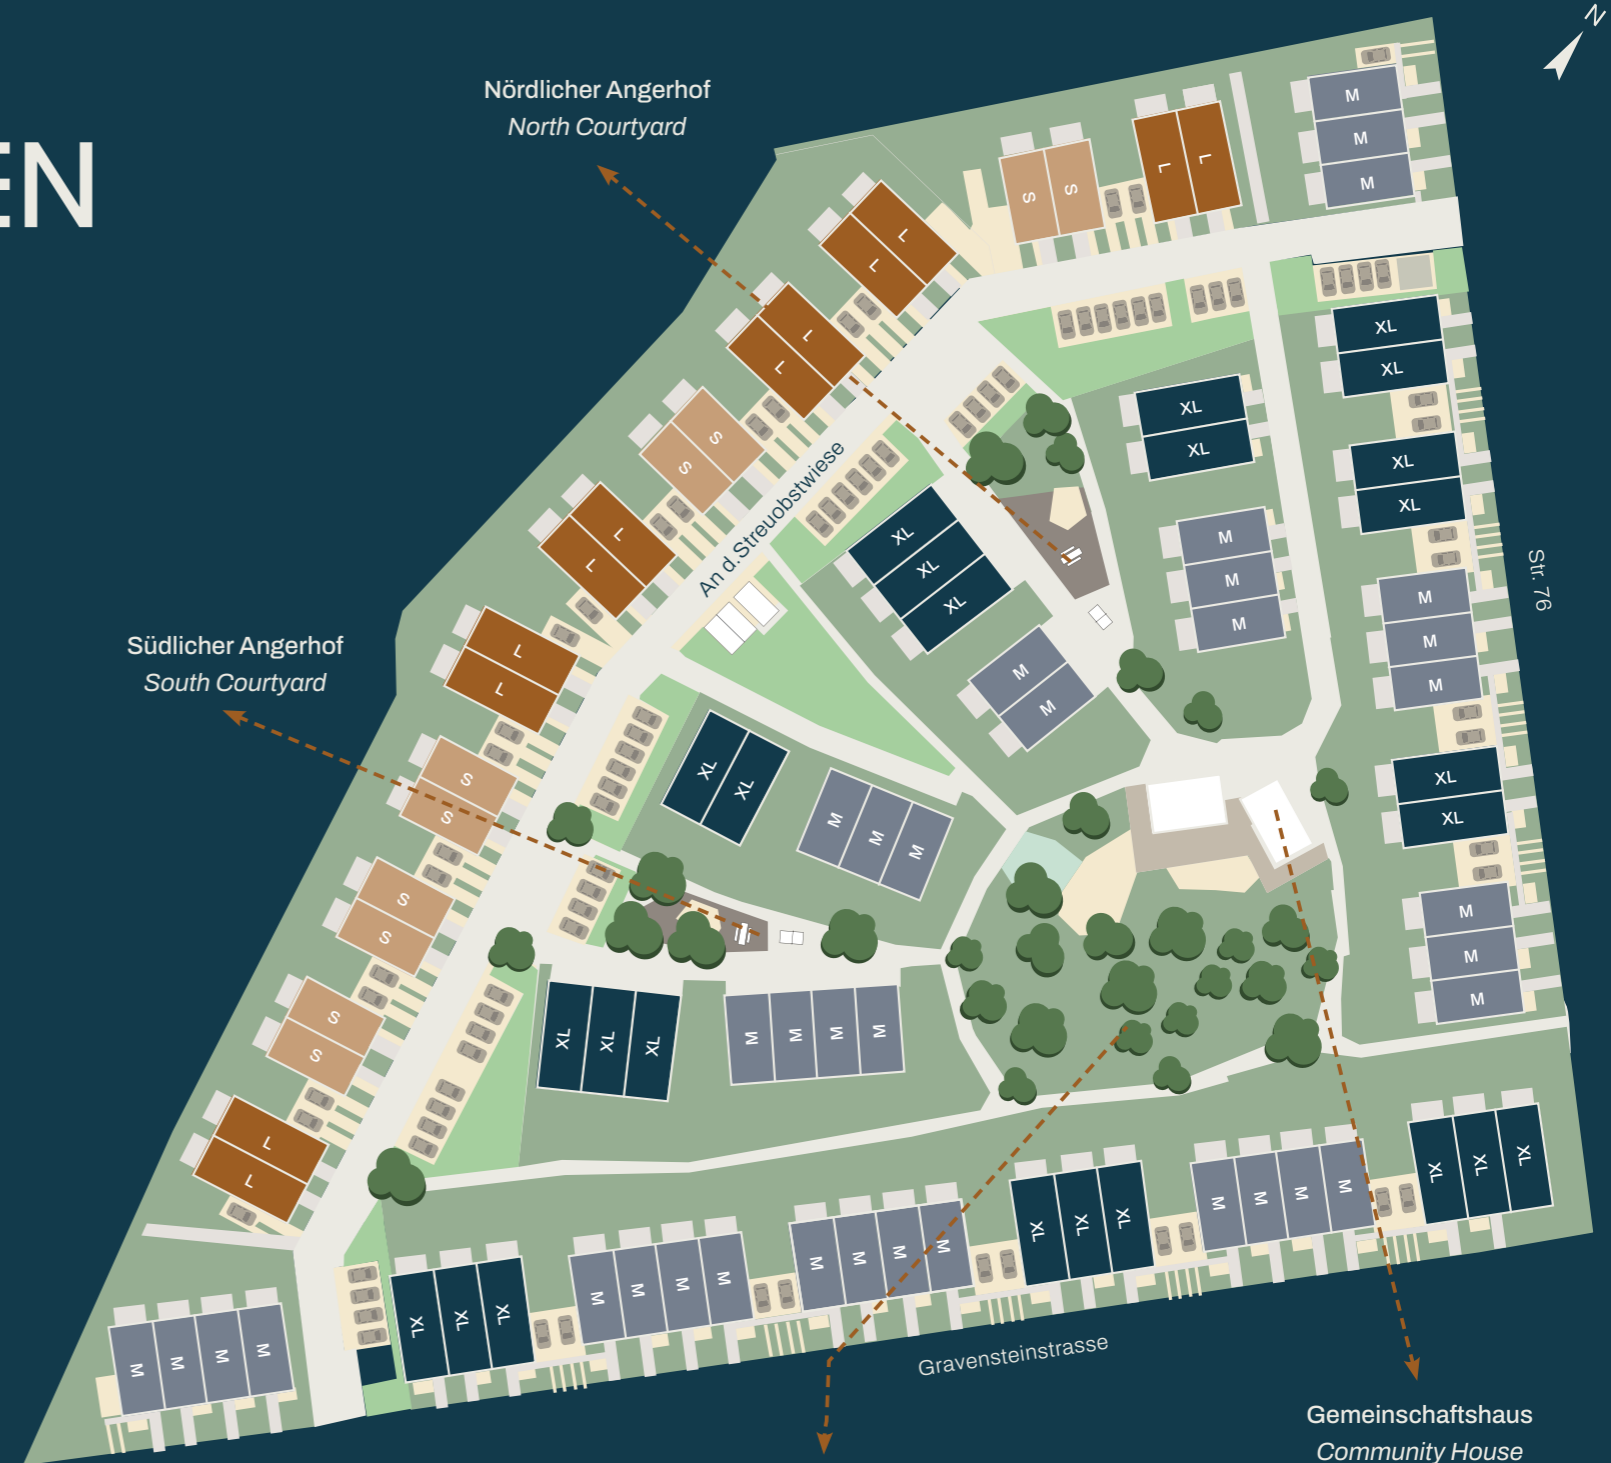 EN
N
Nördlicher Angerhof
North Courtyard
M
M
M
L
L
S
S
L
L
L
L
XL
XL
XL
XL
S
S
XL
XL
An d.Streuobstwiese
L
L
XL
XL
XL
M
M
M
M
M
M
Str. 76
Südlicher Angerhof
South Courtyard
L
L
M
M
XL
XL
M
M
M
XL
XL
S
S
S
S
M
M
M
S
S
XL
XL
XL
M
M
M
M
L
L
M
M
M
M
XL
XL
XL
M
M
M
M
M
M
M
M
XL
XL
XL
M
M
M
M
XL
XL
XL
Gravensteinstrasse
Gemeinschaftshaus
Community House